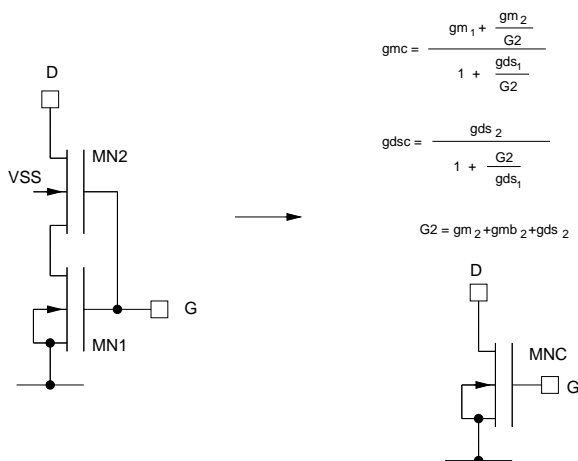 D
VSS
MN2
G
MN1
gmc = (gm₁ + gm₂/G2) / (1 + gds₁/G2)
gdsc = gds₂ / (1 + G2/gds₁)
G2 = gm₂+gmb₂+gds₂
D
MNC
G